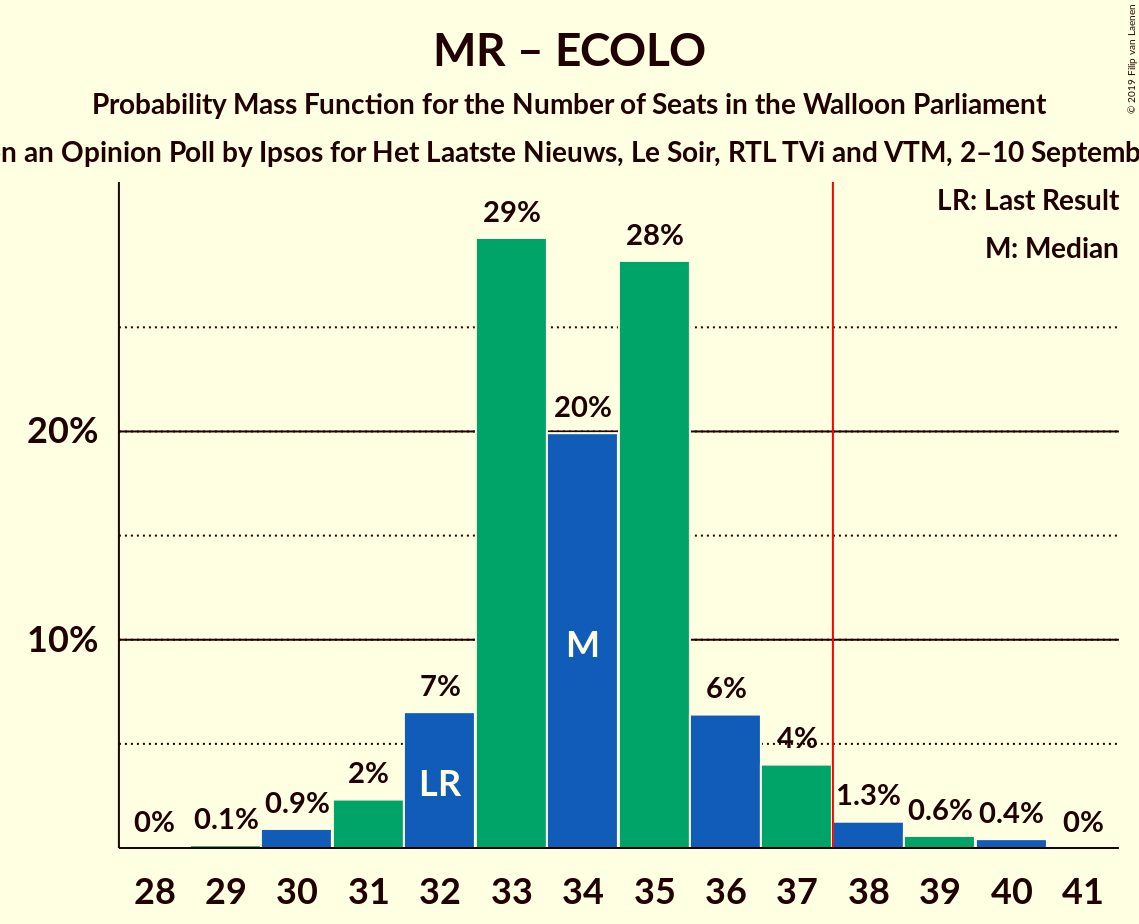 MR – ECOLO
Probability Mass Function for the Number of Seats in the Walloon Parliament
n an Opinion Poll by Ipsos for Het Laatste Nieuws, Le Soir, RTL TVi and VTM, 2–10 Septemb
© 2019 Filip van Laenen
LR: Last Result
M: Median
29%
28%
20%
20%
M
10%
7%
6%
4%
LR
2%
1.3%
0.9%
0.6%
0.4%
0.1%
0%
0%
28 29 30 31 32 33 34 35 36 37 38 39 40 41